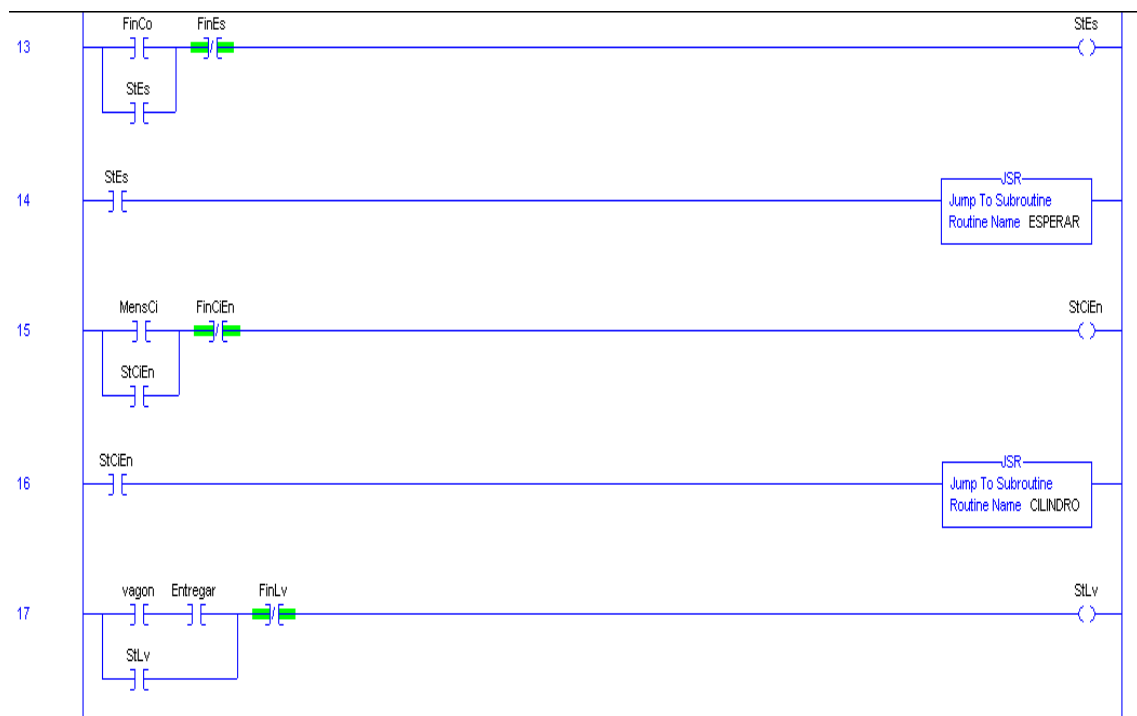 FinCo FinEs StEs
13
StEs
StEs
JSR
14
Jump To Subroutine
Routine Name ESPERAR
MensCi FinCiEn StCiEn
15
StCiEn
StCiEn
JSR
16
Jump To Subroutine
Routine Name CILINDRO
vagon Entregar FinLv StLv
17
StLv